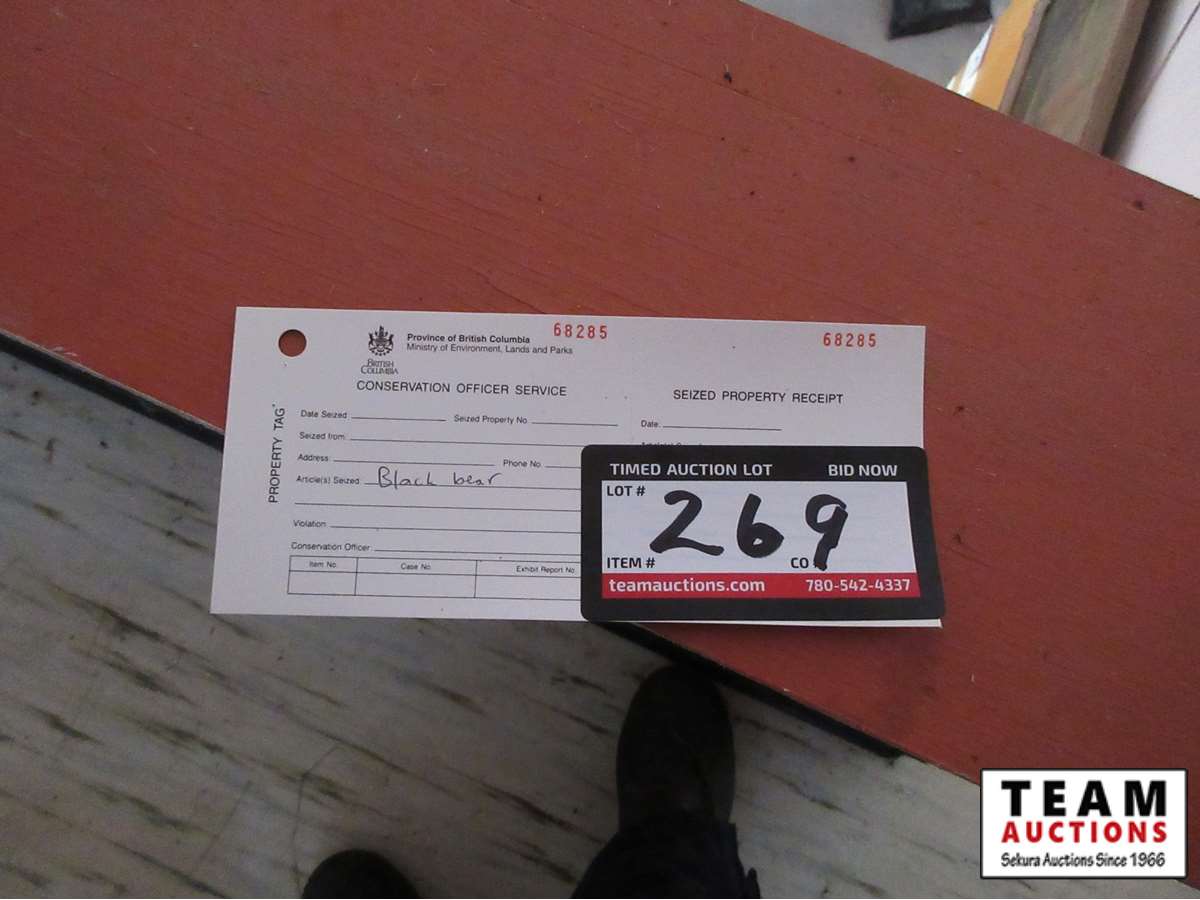 68285
68285
Province of British Columbia
Ministry of Environment, Lands and Parks
BRITISH
COLUMBIA
CONSERVATION OFFICER SERVICE
SEIZED PROPERTY RECEIPT
PROPERTY TAG
Date Seized
Seized Property No.
Date:
Seized from:
Address:
Phone No.
Article(s) Seized: Black bear
Violation
Conservation Officer
Item No.
Case No.
Exhibit Report No
TIMED AUCTION LOT
BID NOW
LOT #
269
ITEM #
CO
teamauctions.com
780-542-4337
TEAM
AUCTIONS
Sekura Auctions Since 1966